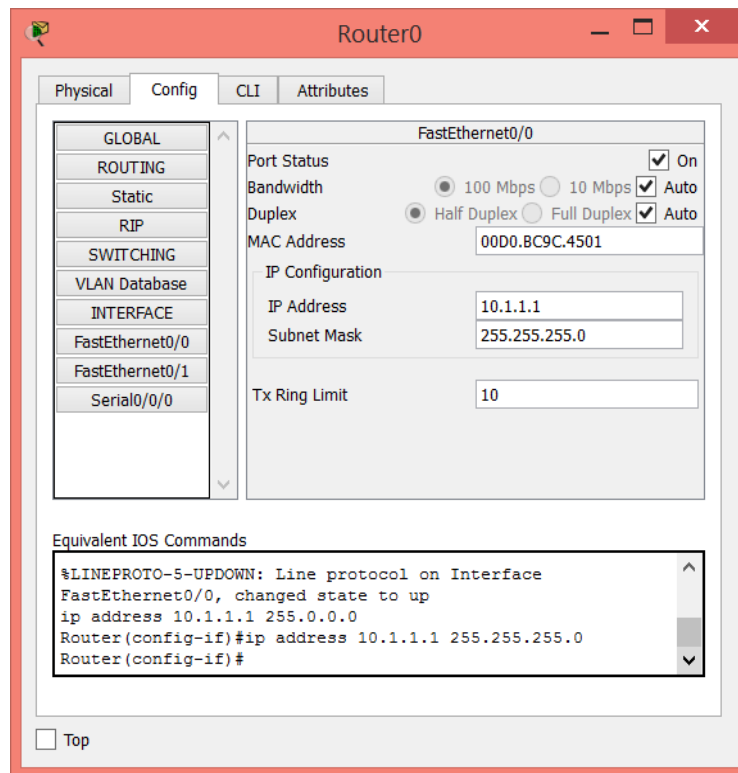 Router0
Physical Config CLI Attributes
GLOBAL
ROUTING
Static
RIP
SWITCHING
VLAN Database
INTERFACE
FastEthernet0/0
FastEthernet0/1
Serial0/0/0
FastEthernet0/0
Port Status On
Bandwidth 100 Mbps 10 Mbps Auto
Duplex Half Duplex Full Duplex Auto
MAC Address 00D0.BC9C.4501
IP Configuration
IP Address 10.1.1.1
Subnet Mask 255.255.255.0
Tx Ring Limit 10
Equivalent IOS Commands
%LINEPROTO-5-UPDOWN: Line protocol on Interface
FastEthernet0/0, changed state to up
ip address 10.1.1.1 255.0.0.0
Router(config-if)#ip address 10.1.1.1 255.255.255.0
Router(config-if)#
Top